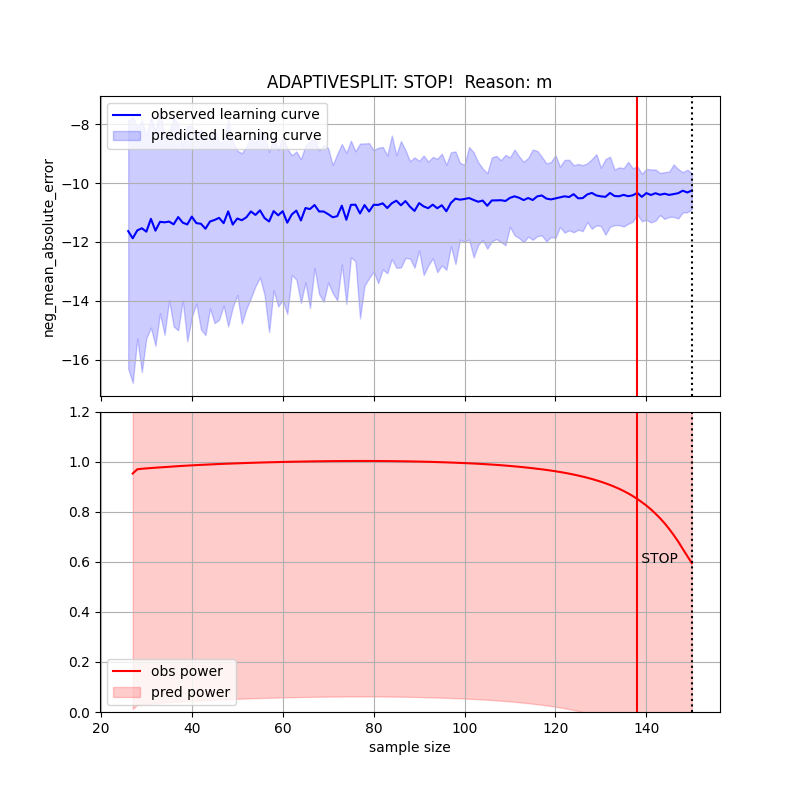 ADAPTIVESPLIT: STOP!  Reason: m
observed learning curve
predicted learning curve
neg_mean_absolute_error
−8
−10
−12
−14
−16
1.2
1.0
0.8
0.6
0.4
0.2
0.0
STOP
obs power
pred power
20 40 60 80 100 120 140
sample size